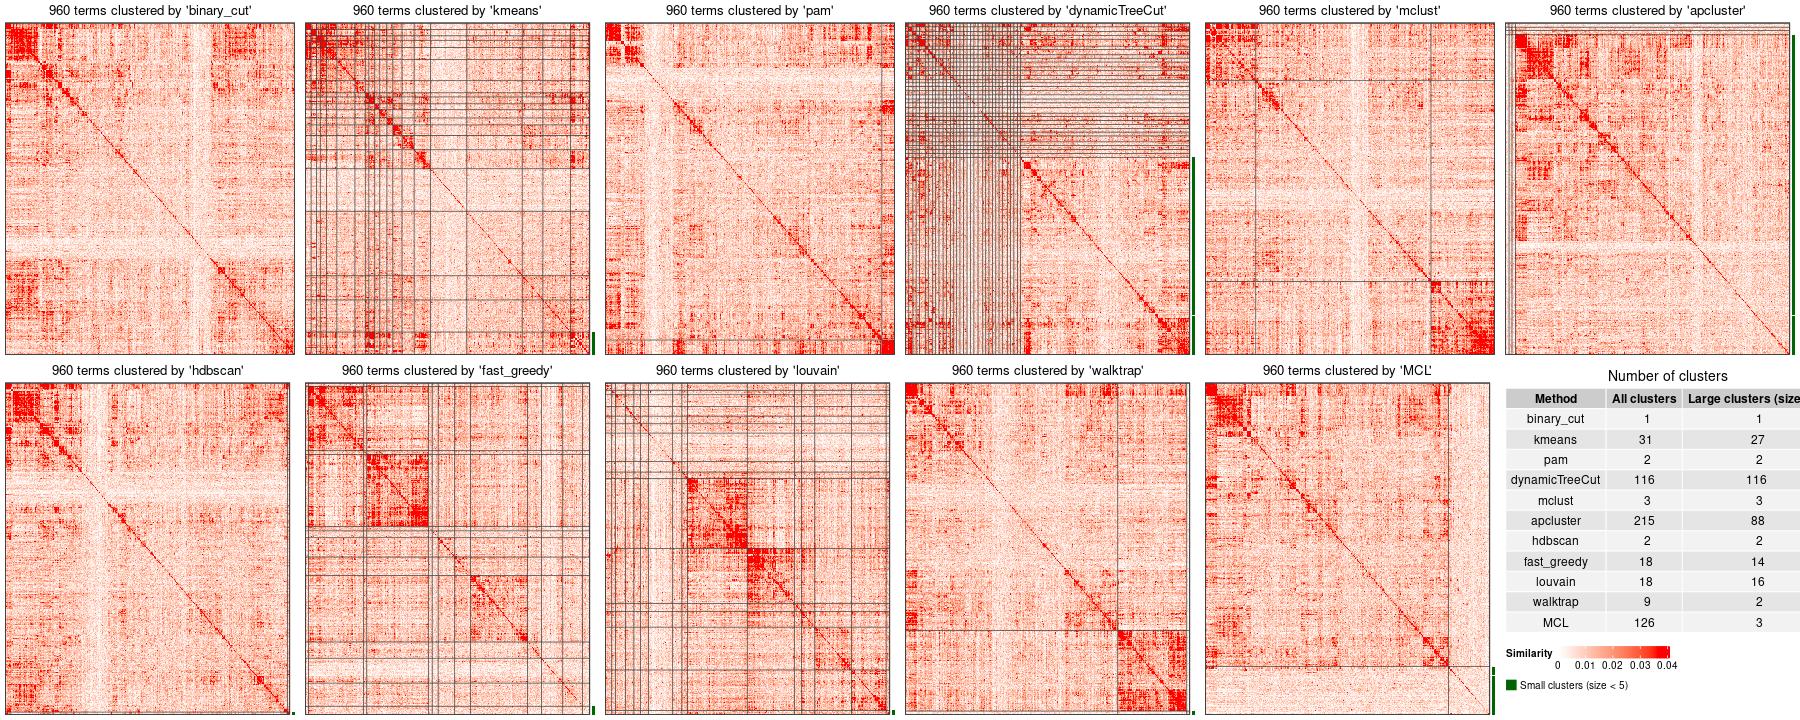 960 terms clustered by 'binary_cut'
960 terms clustered by 'kmeans'
960 terms clustered by 'pam'
960 terms clustered by 'dynamicTreeCut'
960 terms clustered by 'mclust'
960 terms clustered by 'apcluster'
960 terms clustered by 'hdbscan'
960 terms clustered by 'fast_greedy'
960 terms clustered by 'louvain'
960 terms clustered by 'walktrap'
960 terms clustered by 'MCL'
Number of clusters
Method All clusters Large clusters (size
binary_cut 1 1
kmeans 31 27
pam 2 2
dynamicTreeCut 116 116
mclust 3 3
apcluster 215 88
hdbscan 2 2
fast_greedy 18 14
louvain 18 16
walktrap 9 2
MCL 126 3
Similarity
0 0.01 0.02 0.03 0.04
Small clusters (size < 5)